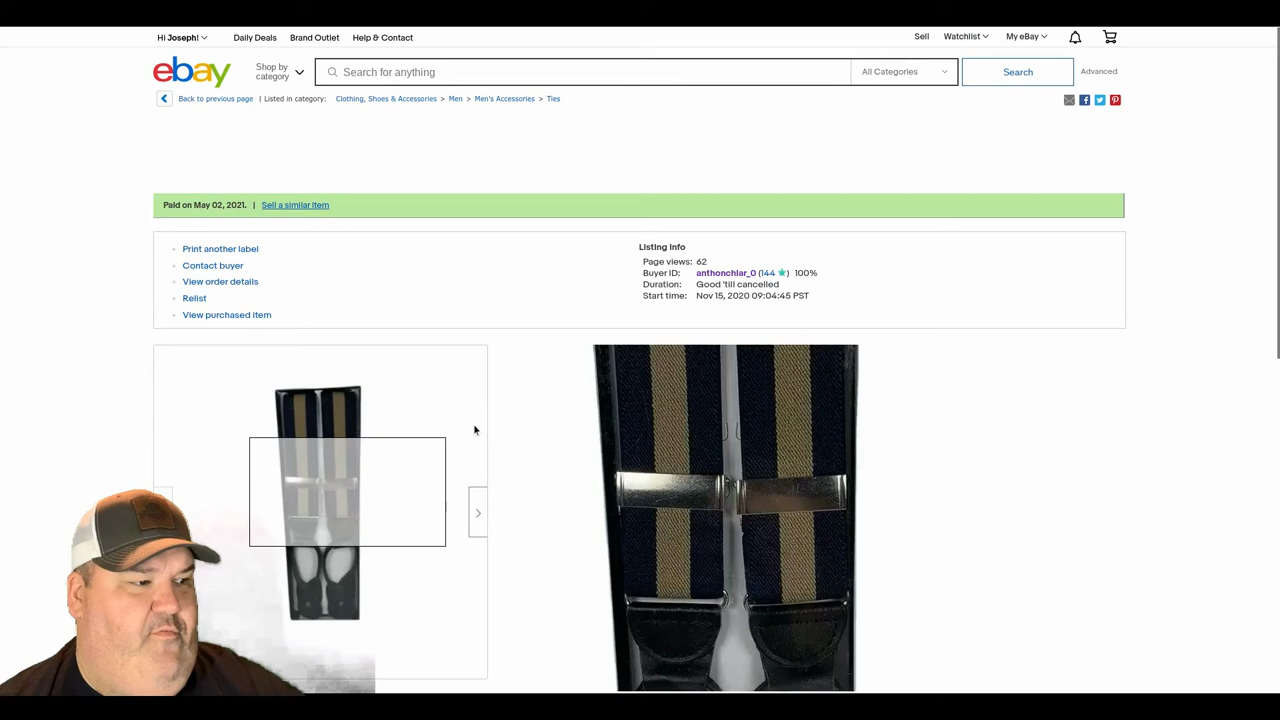 Hi Joseph! Daily Deals Brand Outlet Help & Contact Sell Watchlist My eBay
ebay Shop by category Search for anything All Categories Search Advanced
Back to previous page | Listed in category: Clothing, Shoes & Accessories > Men > Men's Accessories > Ties
Paid on May 02, 2021. | Sell a similar item
Print another label
Contact buyer
View order details
Relist
View purchased item
Listing Info
Page views: 62
Buyer ID: anthonchlar_0 (144 ) 100%
Duration: Good 'till cancelled
Start time: Nov 15, 2020 09:04:45 PST